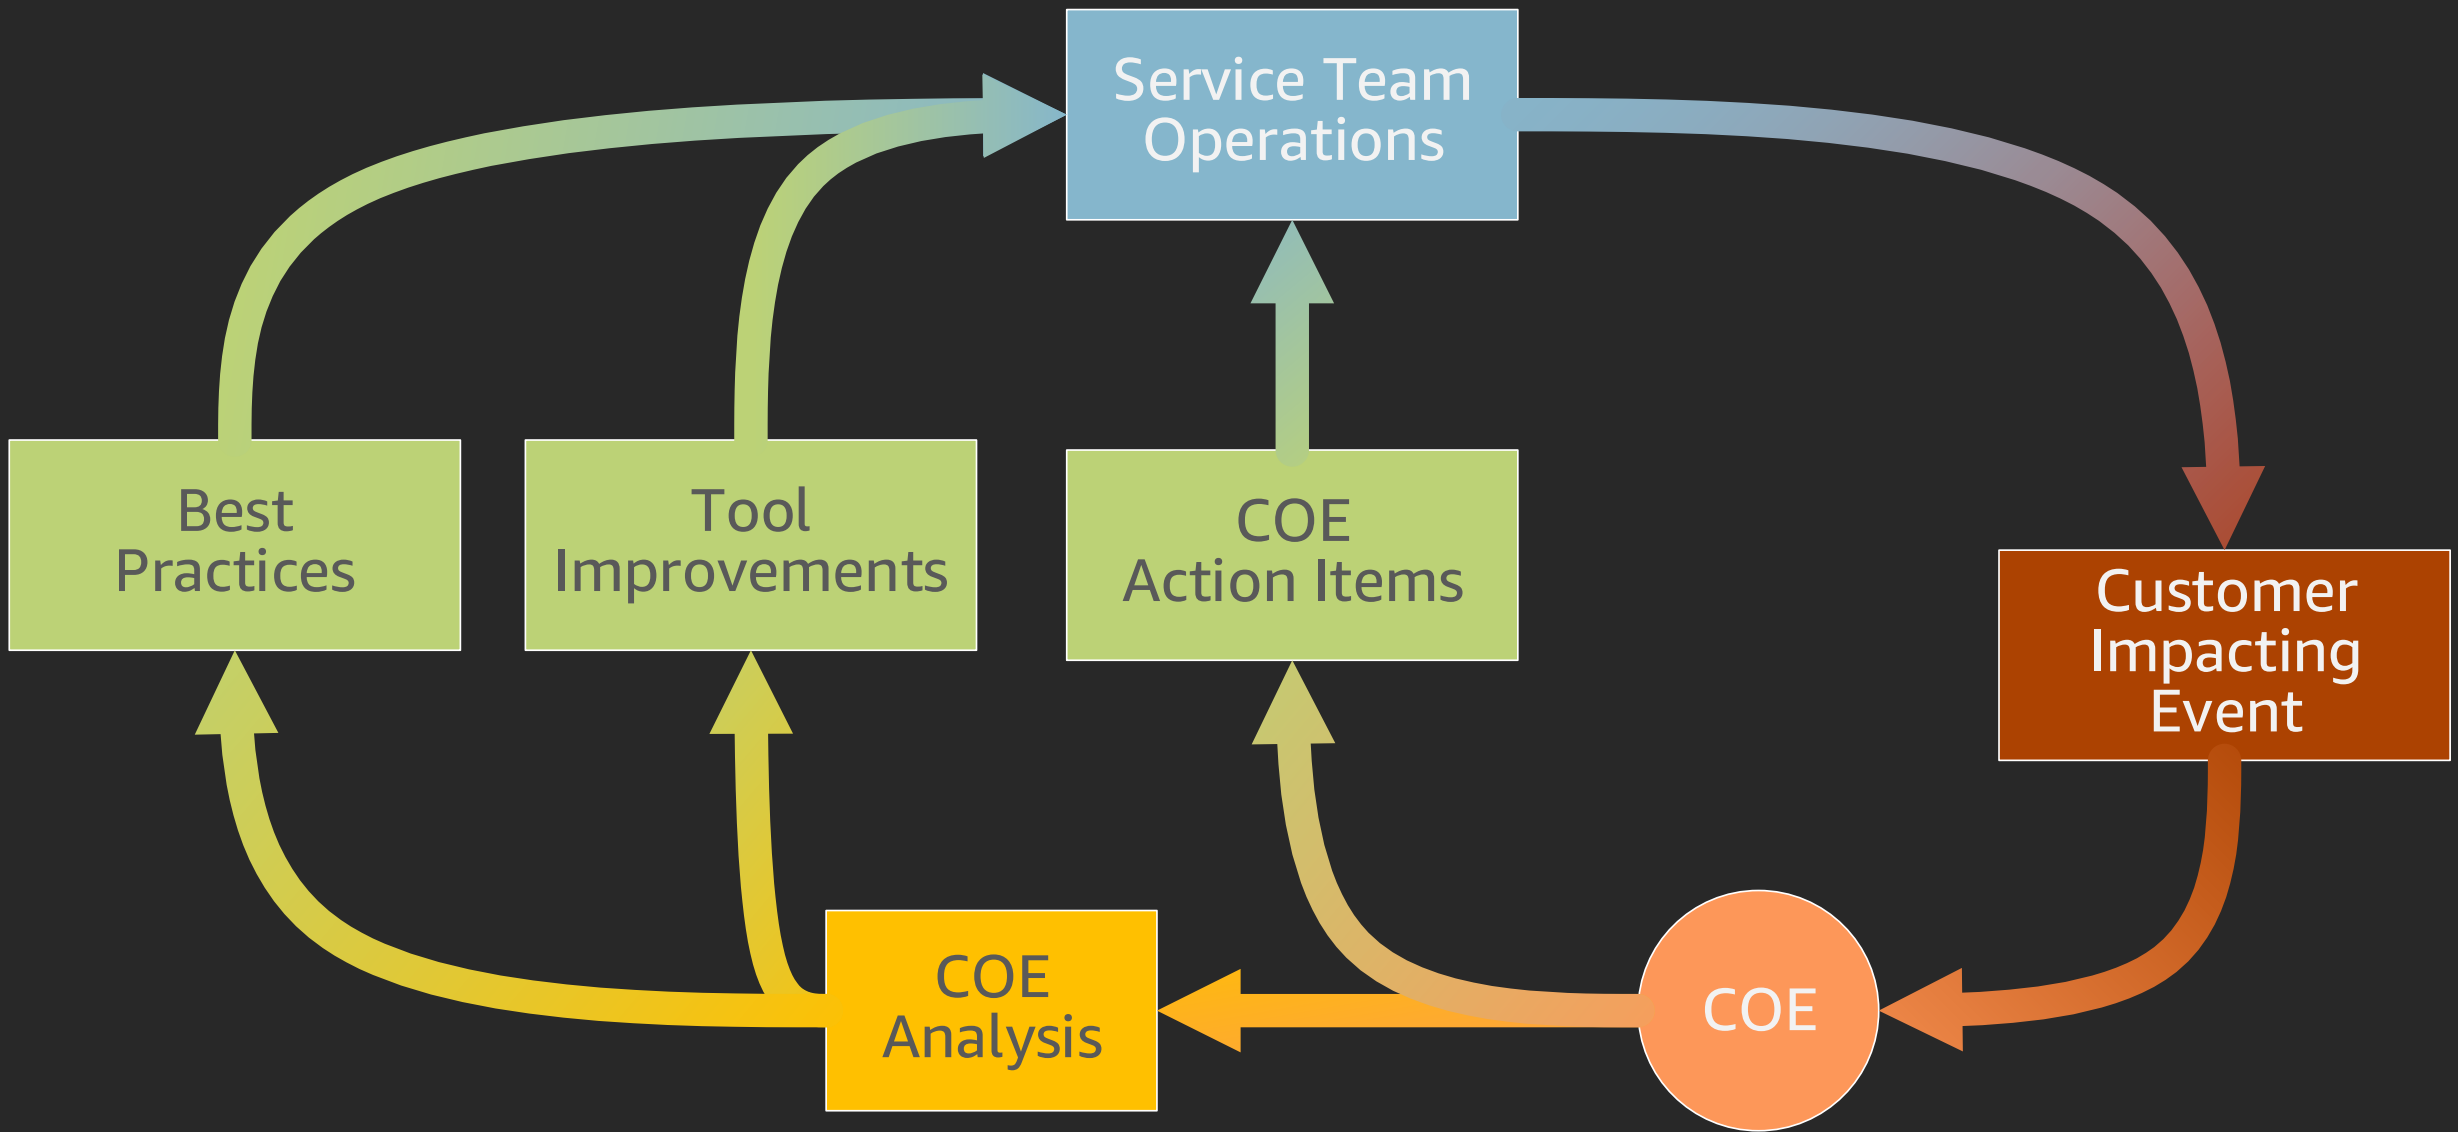 Service Team
Operations
Best
Practices
Tool
Improvements
COE
Action Items
Customer
Impacting
Event
COE
Analysis
COE